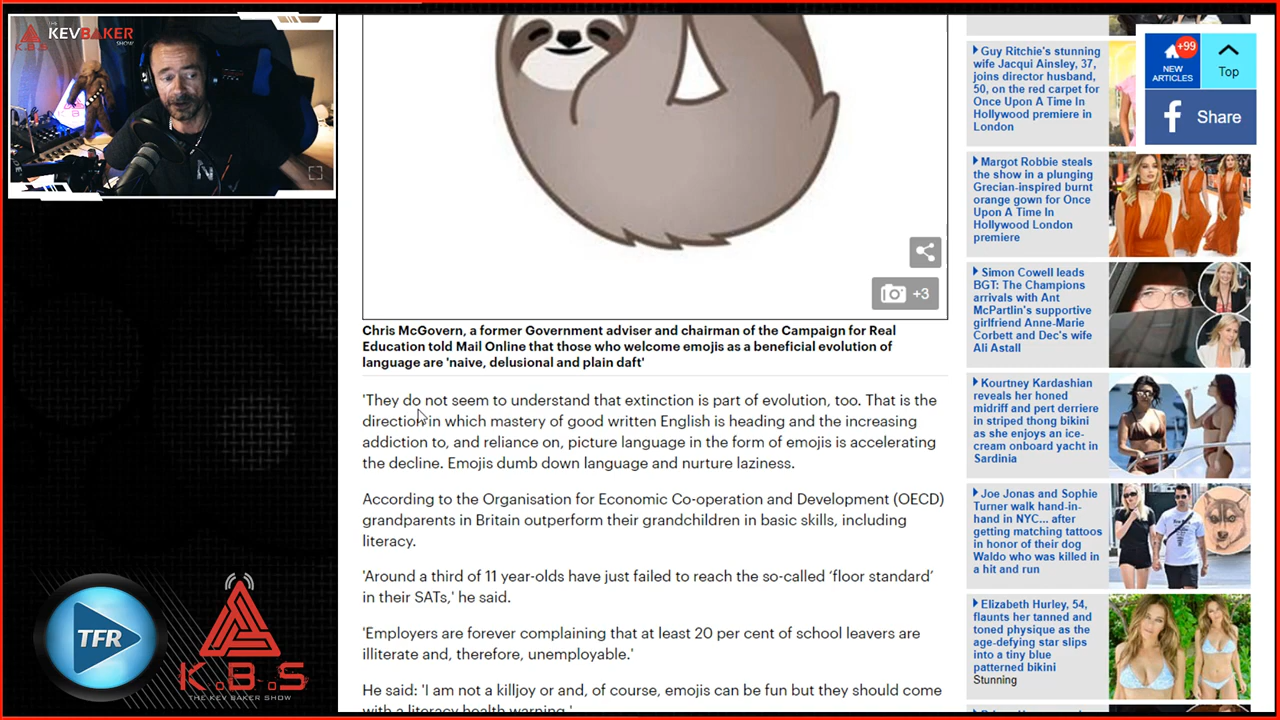 THE
KEVBAKER
SHOW
K.B.S
Chris McGovern, a former Government adviser and chairman of the Campaign for Real
Education told Mail Online that those who welcome emojis as a beneficial evolution of
language are 'naive, delusional and plain daft'
'They do not seem to understand that extinction is part of evolution, too. That is the
direction in which mastery of good written English is heading and the increasing
addiction to, and reliance on, picture language in the form of emojis is accelerating
the decline. Emojis dumb down language and nurture laziness.
According to the Organisation for Economic Co-operation and Development (OECD)
grandparents in Britain outperform their grandchildren in basic skills, including
literacy.
'Around a third of 11 year-olds have just failed to reach the so-called ‘floor standard’
in their SATs,' he said.
'Employers are forever complaining that at least 20 per cent of school leavers are
illiterate and, therefore, unemployable.'
He said: 'I am not a killjoy or and, of course, emojis can be fun but they should come
with a literacy health warning.'
+3
Guy Ritchie's stunning
wife Jacqui Ainsley, 37,
joins director husband,
50, on the red carpet for
Once Upon A Time In
Hollywood premiere in
London
Margot Robbie steals
the show in a plunging
Grecian-inspired burnt
orange gown for Once
Upon A Time In
Hollywood London
premiere
Simon Cowell leads
BGT: The Champions
arrivals with Ant
McPartlin's supportive
girlfriend Anne-Marie
Corbett and Dec's wife
Ali Astall
Kourtney Kardashian
reveals her honed
midriff and pert derriere
in striped thong bikini
as she enjoys an ice-
cream onboard yacht in
Sardinia
Joe Jonas and Sophie
Turner walk hand-in-
hand in NYC... after
getting matching tattoos
in honor of their dog
Waldo who was killed in
a hit and run
Elizabeth Hurley, 54,
flaunts her tanned and
toned physique as the
age-defying star slips
into a tiny blue
patterned bikini
Stunning
+99
NEW
ARTICLES
Top
Share
TFR
K.B.S
THE KEV BAKER SHOW